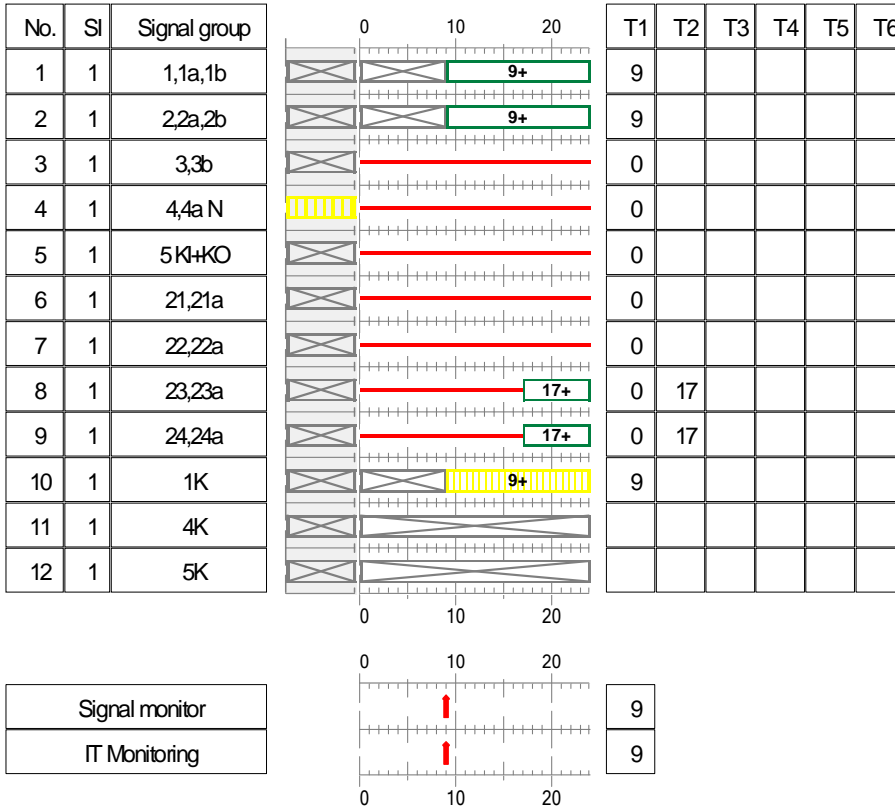 No. SI Signal group 0 10 20 T1 T2 T3 T4 T5 T6
1 1 1,1a,1b 9+ 9
2 1 2,2a,2b 9+ 9
3 1 3,3b 0
4 1 4,4a N 0
5 1 5 KI+KO 0
6 1 21,21a 0
7 1 22,22a 0
8 1 23,23a 17+ 0 17
9 1 24,24a 17+ 0 17
10 1 1K 9+ 9
11 1 4K
12 1 5K
0 10 20
0 10 20
Signal monitor 9
IT Monitoring 9
0 10 20